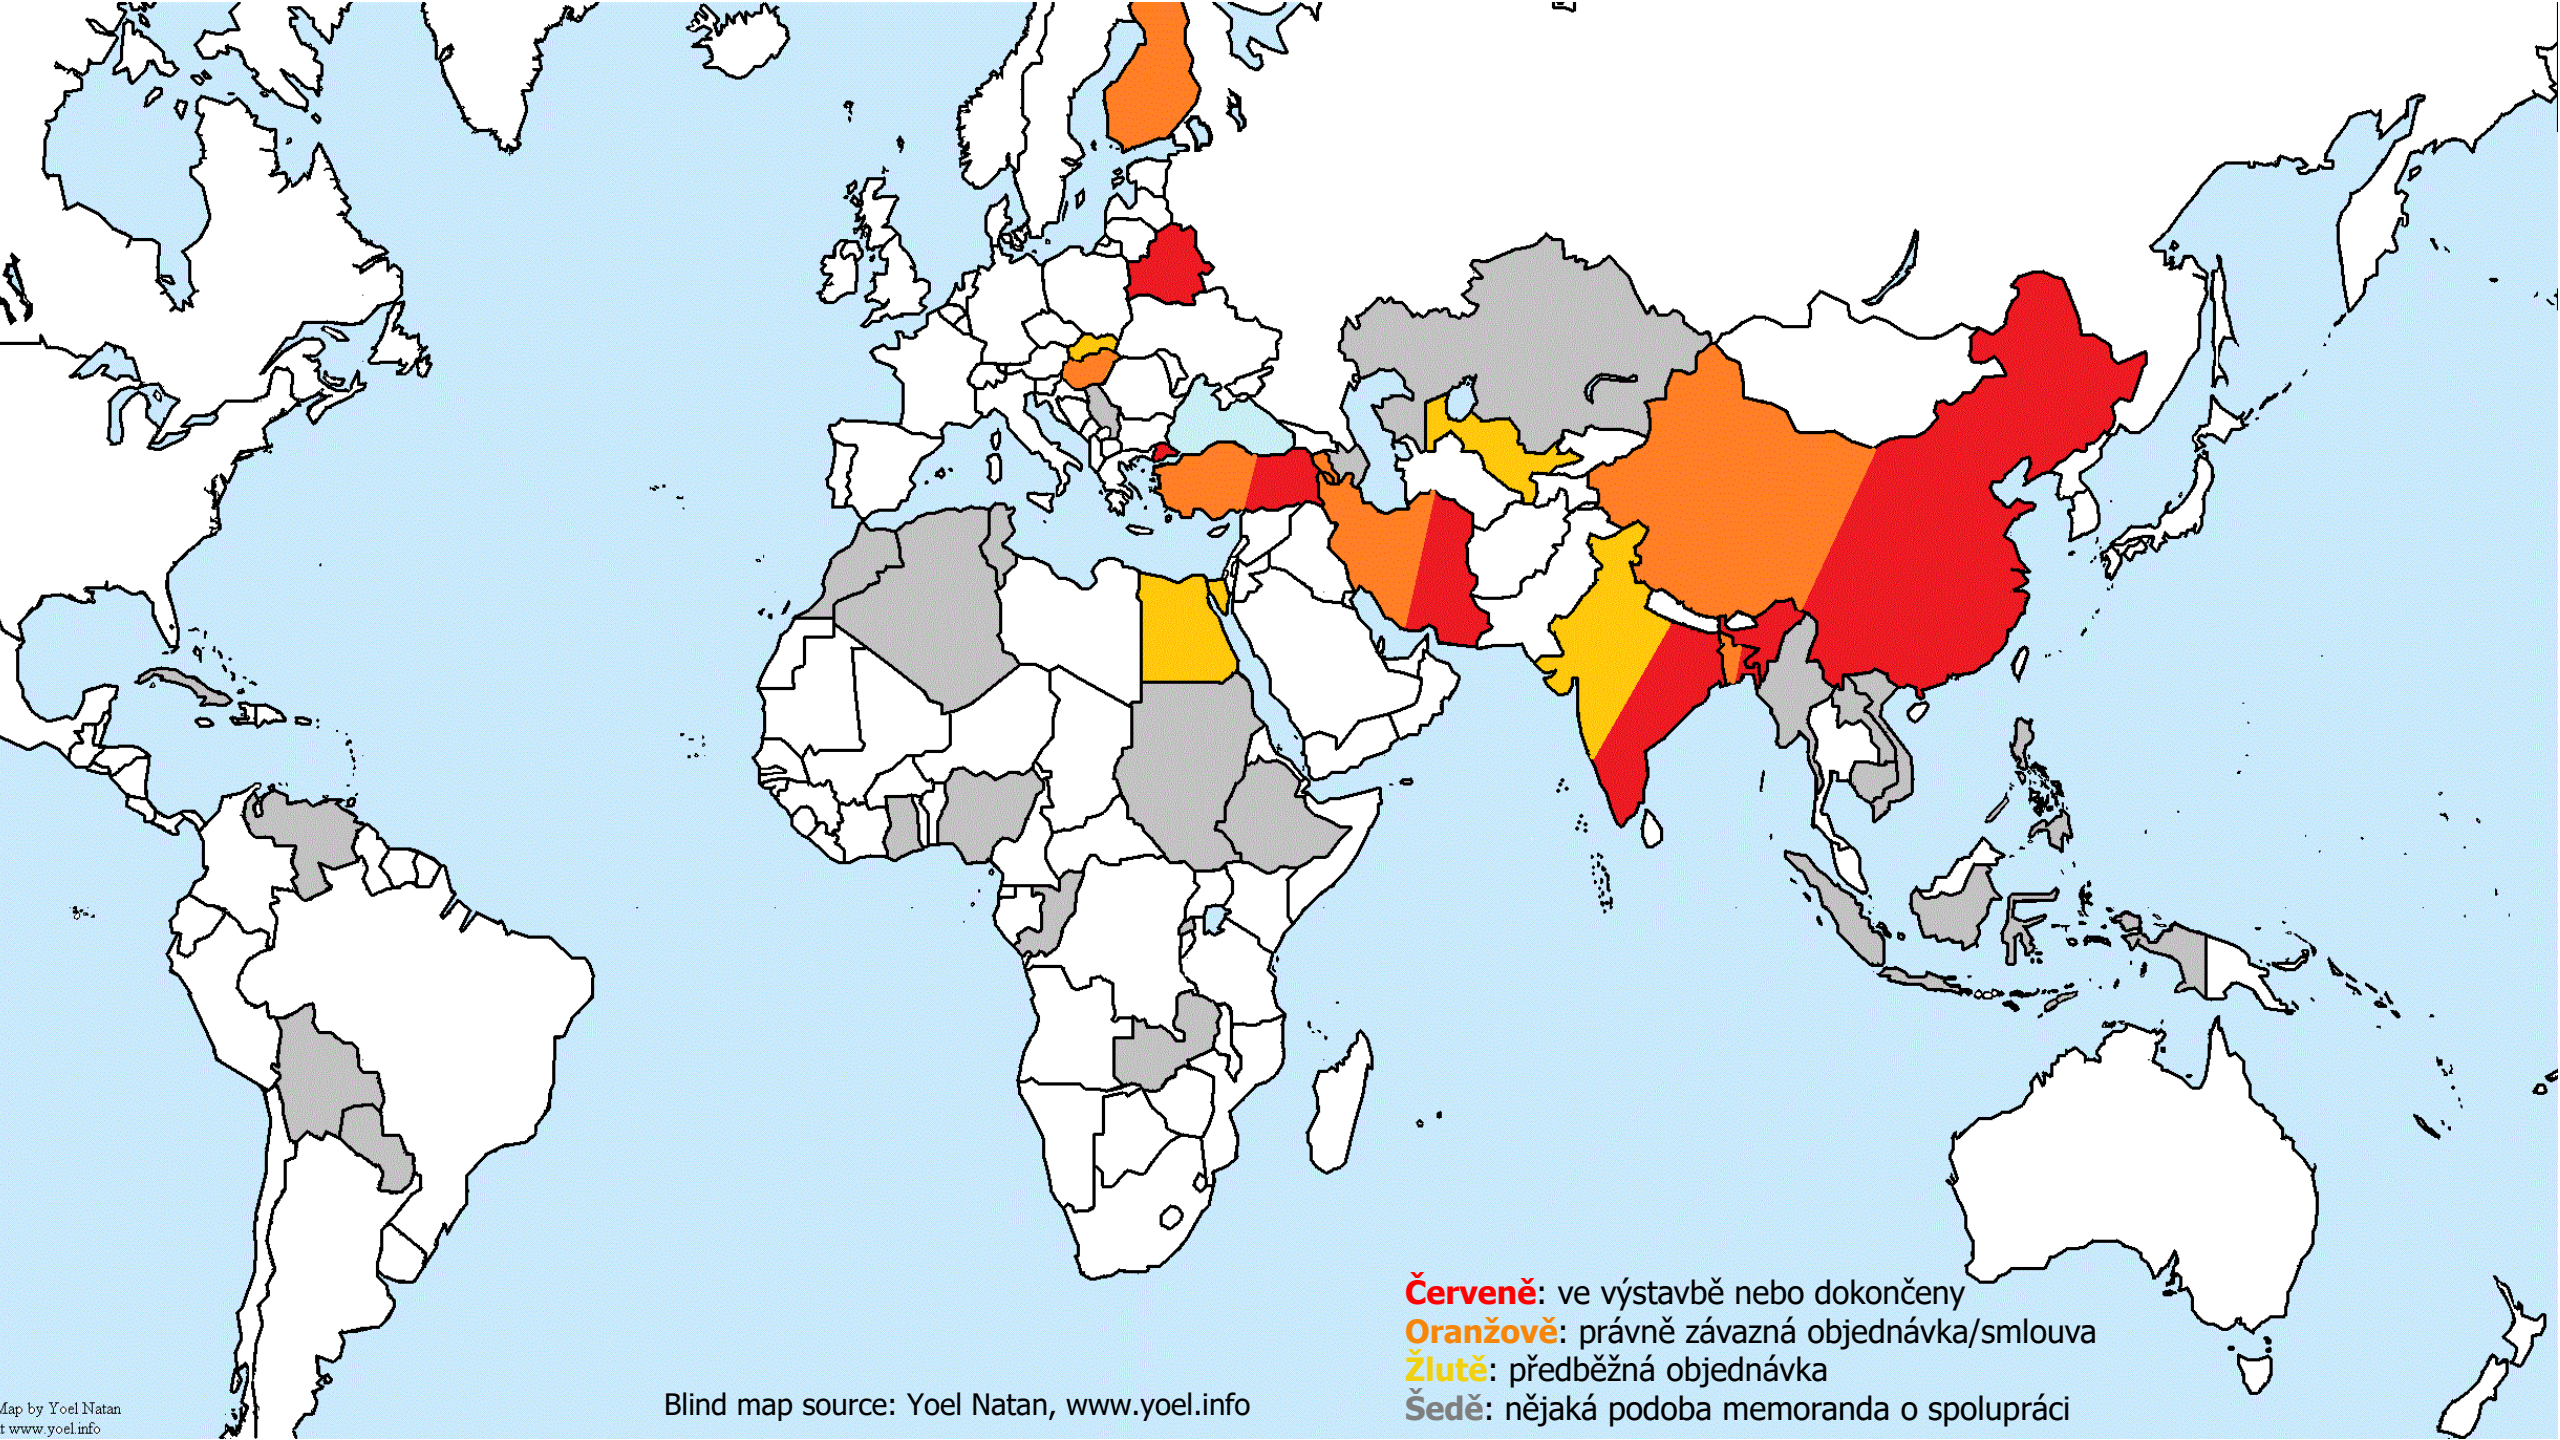 Červeně: ve výstavbě nebo dokončeny
Oranžově: právně závazná objednávka/smlouva
Žlutě: předběžná objednávka
Šedě: nějaká podoba memoranda o spolupráci
Blind map source: Yoel Natan, www.yoel.info
Map by Yoel Natan
t www.yoel.info